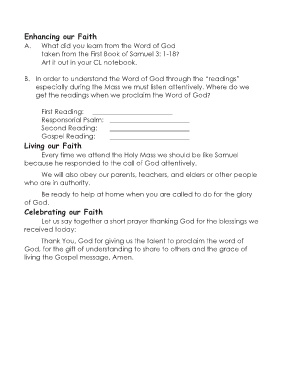 Enhancing our Faith
A. What did you learn from the Word of God
taken from the First Book of Samuel 3: 1-18?
Art it out in your CL notebook.
B. In order to understand the Word of God through the "readings"
especially during the Mass we must listen attentively. Where do we
get the readings when we proclaim the Word of God?
First Reading: ____________________
Responsorial Psalm: ____________________
Second Reading: ____________________
Gospel Reading: ____________________
Living our Faith
Every time we attend the Holy Mass we should be like Samuel
because he responded to the call of God attentively.
We will also obey our parents, teachers, and elders or other people
who are in authority.
Be ready to help at home when you are called to do for the glory
of God.
Celebrating our Faith
Let us say together a short prayer thanking God for the blessings we
received today:
Thank You, God for giving us the talent to proclaim the word of
God, for the gift of understanding to share to others and the grace of
living the Gospel message. Amen.